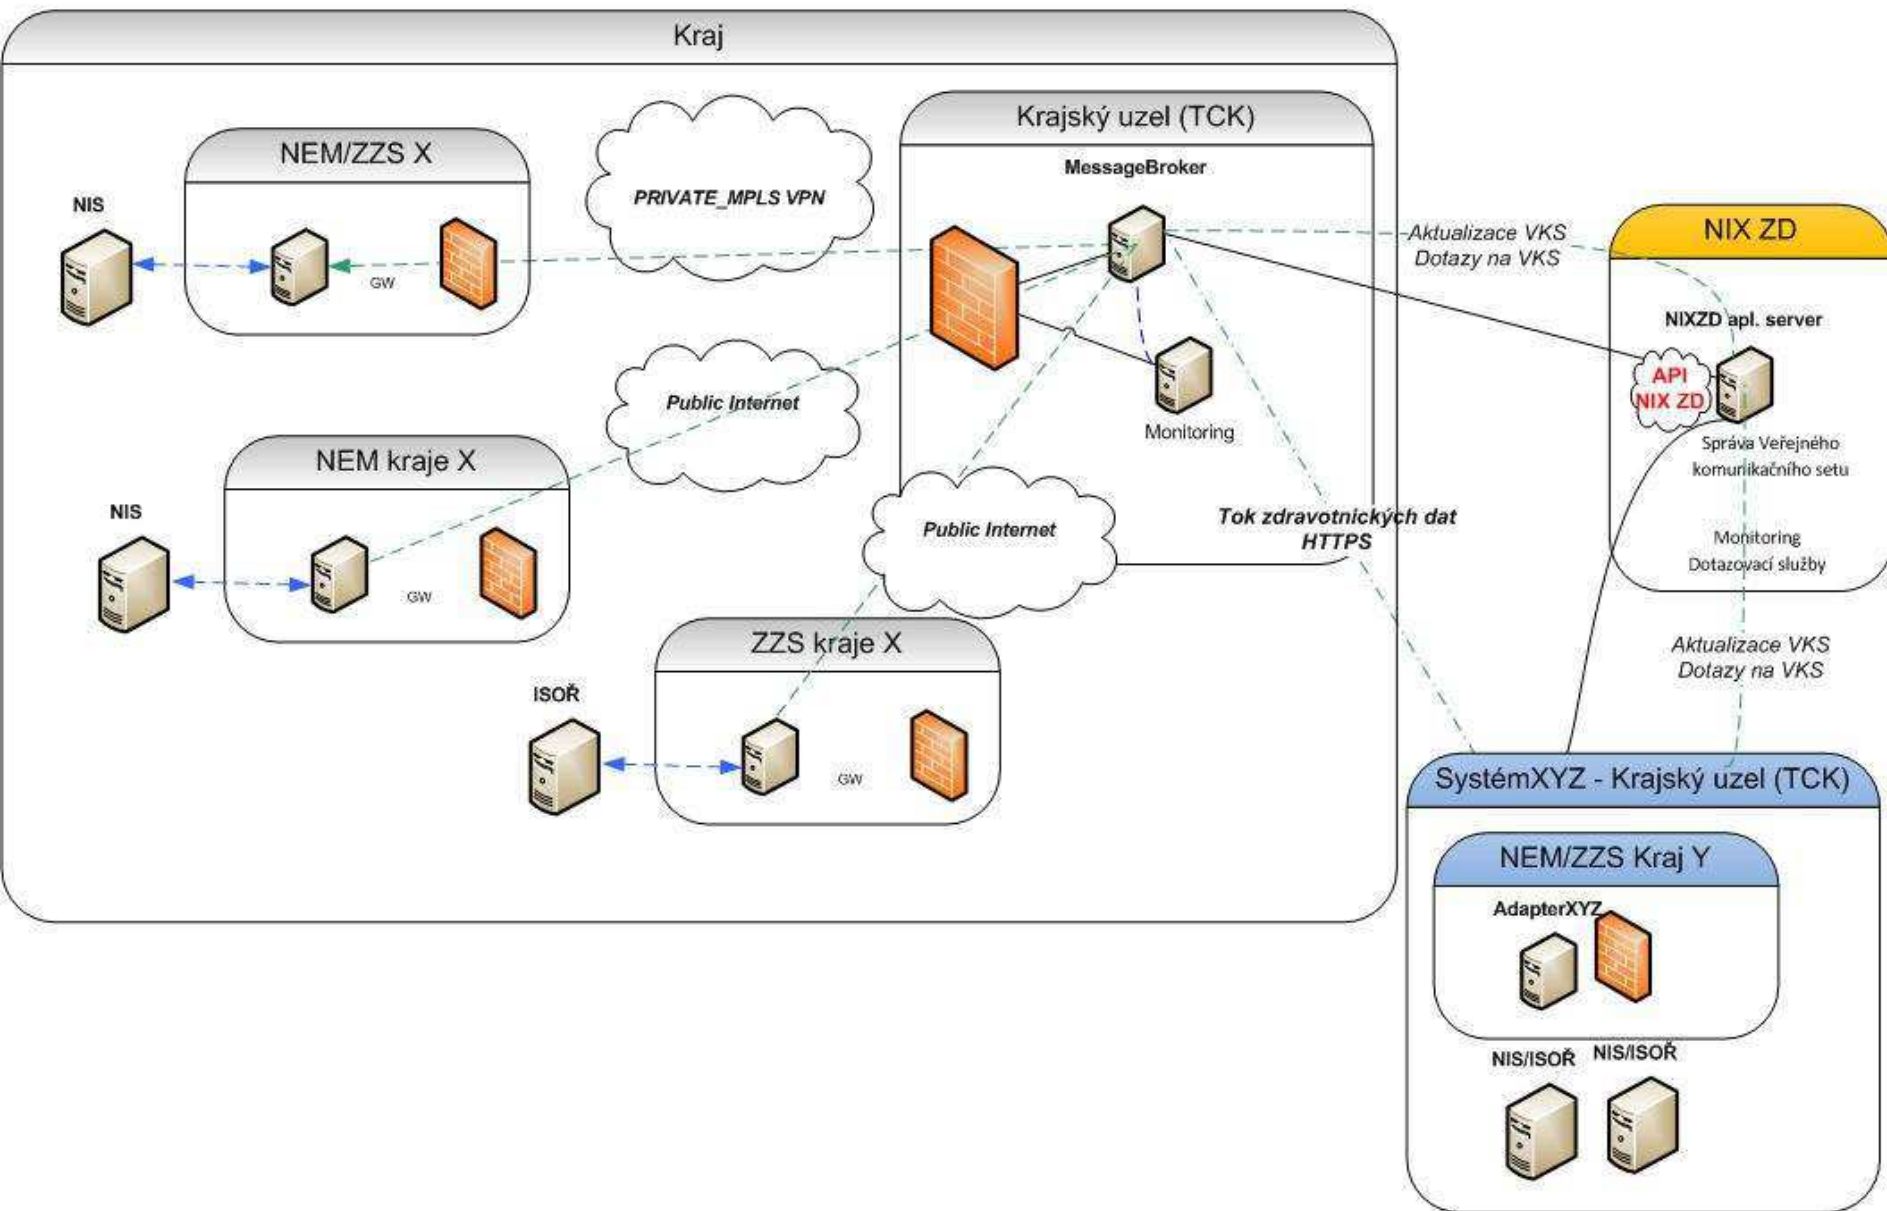 Kraj
Krajský uzel (TCK)
NEM/ZZS X
MessageBroker
PRIVATE_MPLS VPN
NIS
GW
Aktualizace VKS
Dotazy na VKS
NIX ZD
NIXZD apl. server
API
NIX ZD
Public Internet
Monitoring
Správa Veřejného
komunikačního setu
Monitoring
Dotazovací služby
NEM kraje X
NIS
GW
Public Internet
Tok zdravotnických dat
HTTPS
ZZS kraje X
ISOŘ
GW
Aktualizace VKS
Dotazy na VKS
SystémXYZ - Krajský uzel (TCK)
NEM/ZZS Kraj Y
AdapterXYZ
NIS/ISOŘ
NIS/ISOŘ